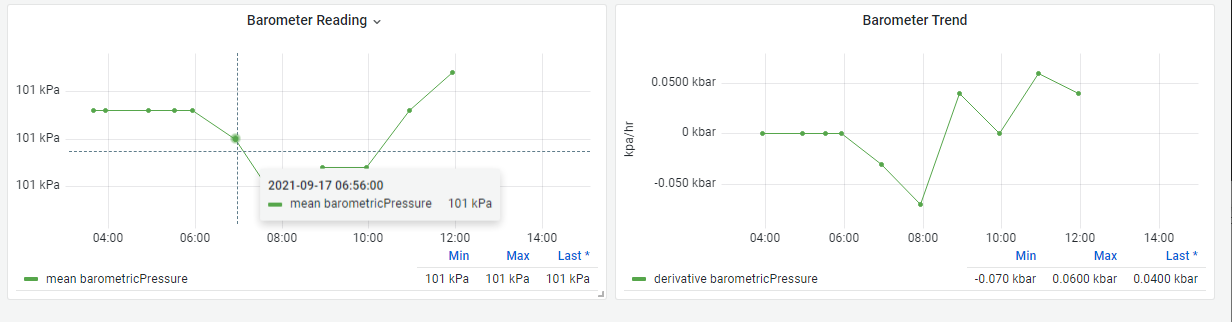 Barometer Reading
101 kPa
101 kPa
101 kPa
2021-09-17 06:56:00
mean barometricPressure 101 kPa
04:00 06:00 08:00 10:00 12:00 14:00
Min Max Last *
mean barometricPressure 101 kPa 101 kPa 101 kPa
Barometer Trend
kpa/hr
0.0500 kbar
0 kbar
-0.050 kbar
04:00 06:00 08:00 10:00 12:00 14:00
Min Max Last *
derivative barometricPressure -0.070 kbar 0.0600 kbar 0.0400 kbar